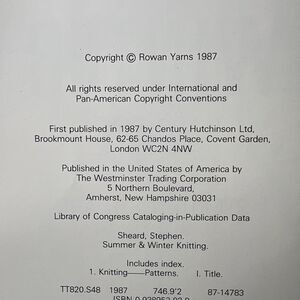 Copyright © Rowan Yarns 1987
All rights reserved under International and
Pan-American Copyright Conventions
First published in 1987 by Century Hutchinson Ltd,
Brookmount House, 62-65 Chandos Place, Covent Garden,
London WC2N 4NW
Published in the United States of America by
The Westminster Trading Corporation
5 Northern Boulevard,
Amherst, New Hampshire 03031
Library of Congress Cataloging-in-Publication Data
Sheard, Stephen.
Summer & Winter Knitting.
Includes index.
1. Knitting—Patterns. I. Title.
TT820.S48 1987 746.9'2 87-14783
ISBN